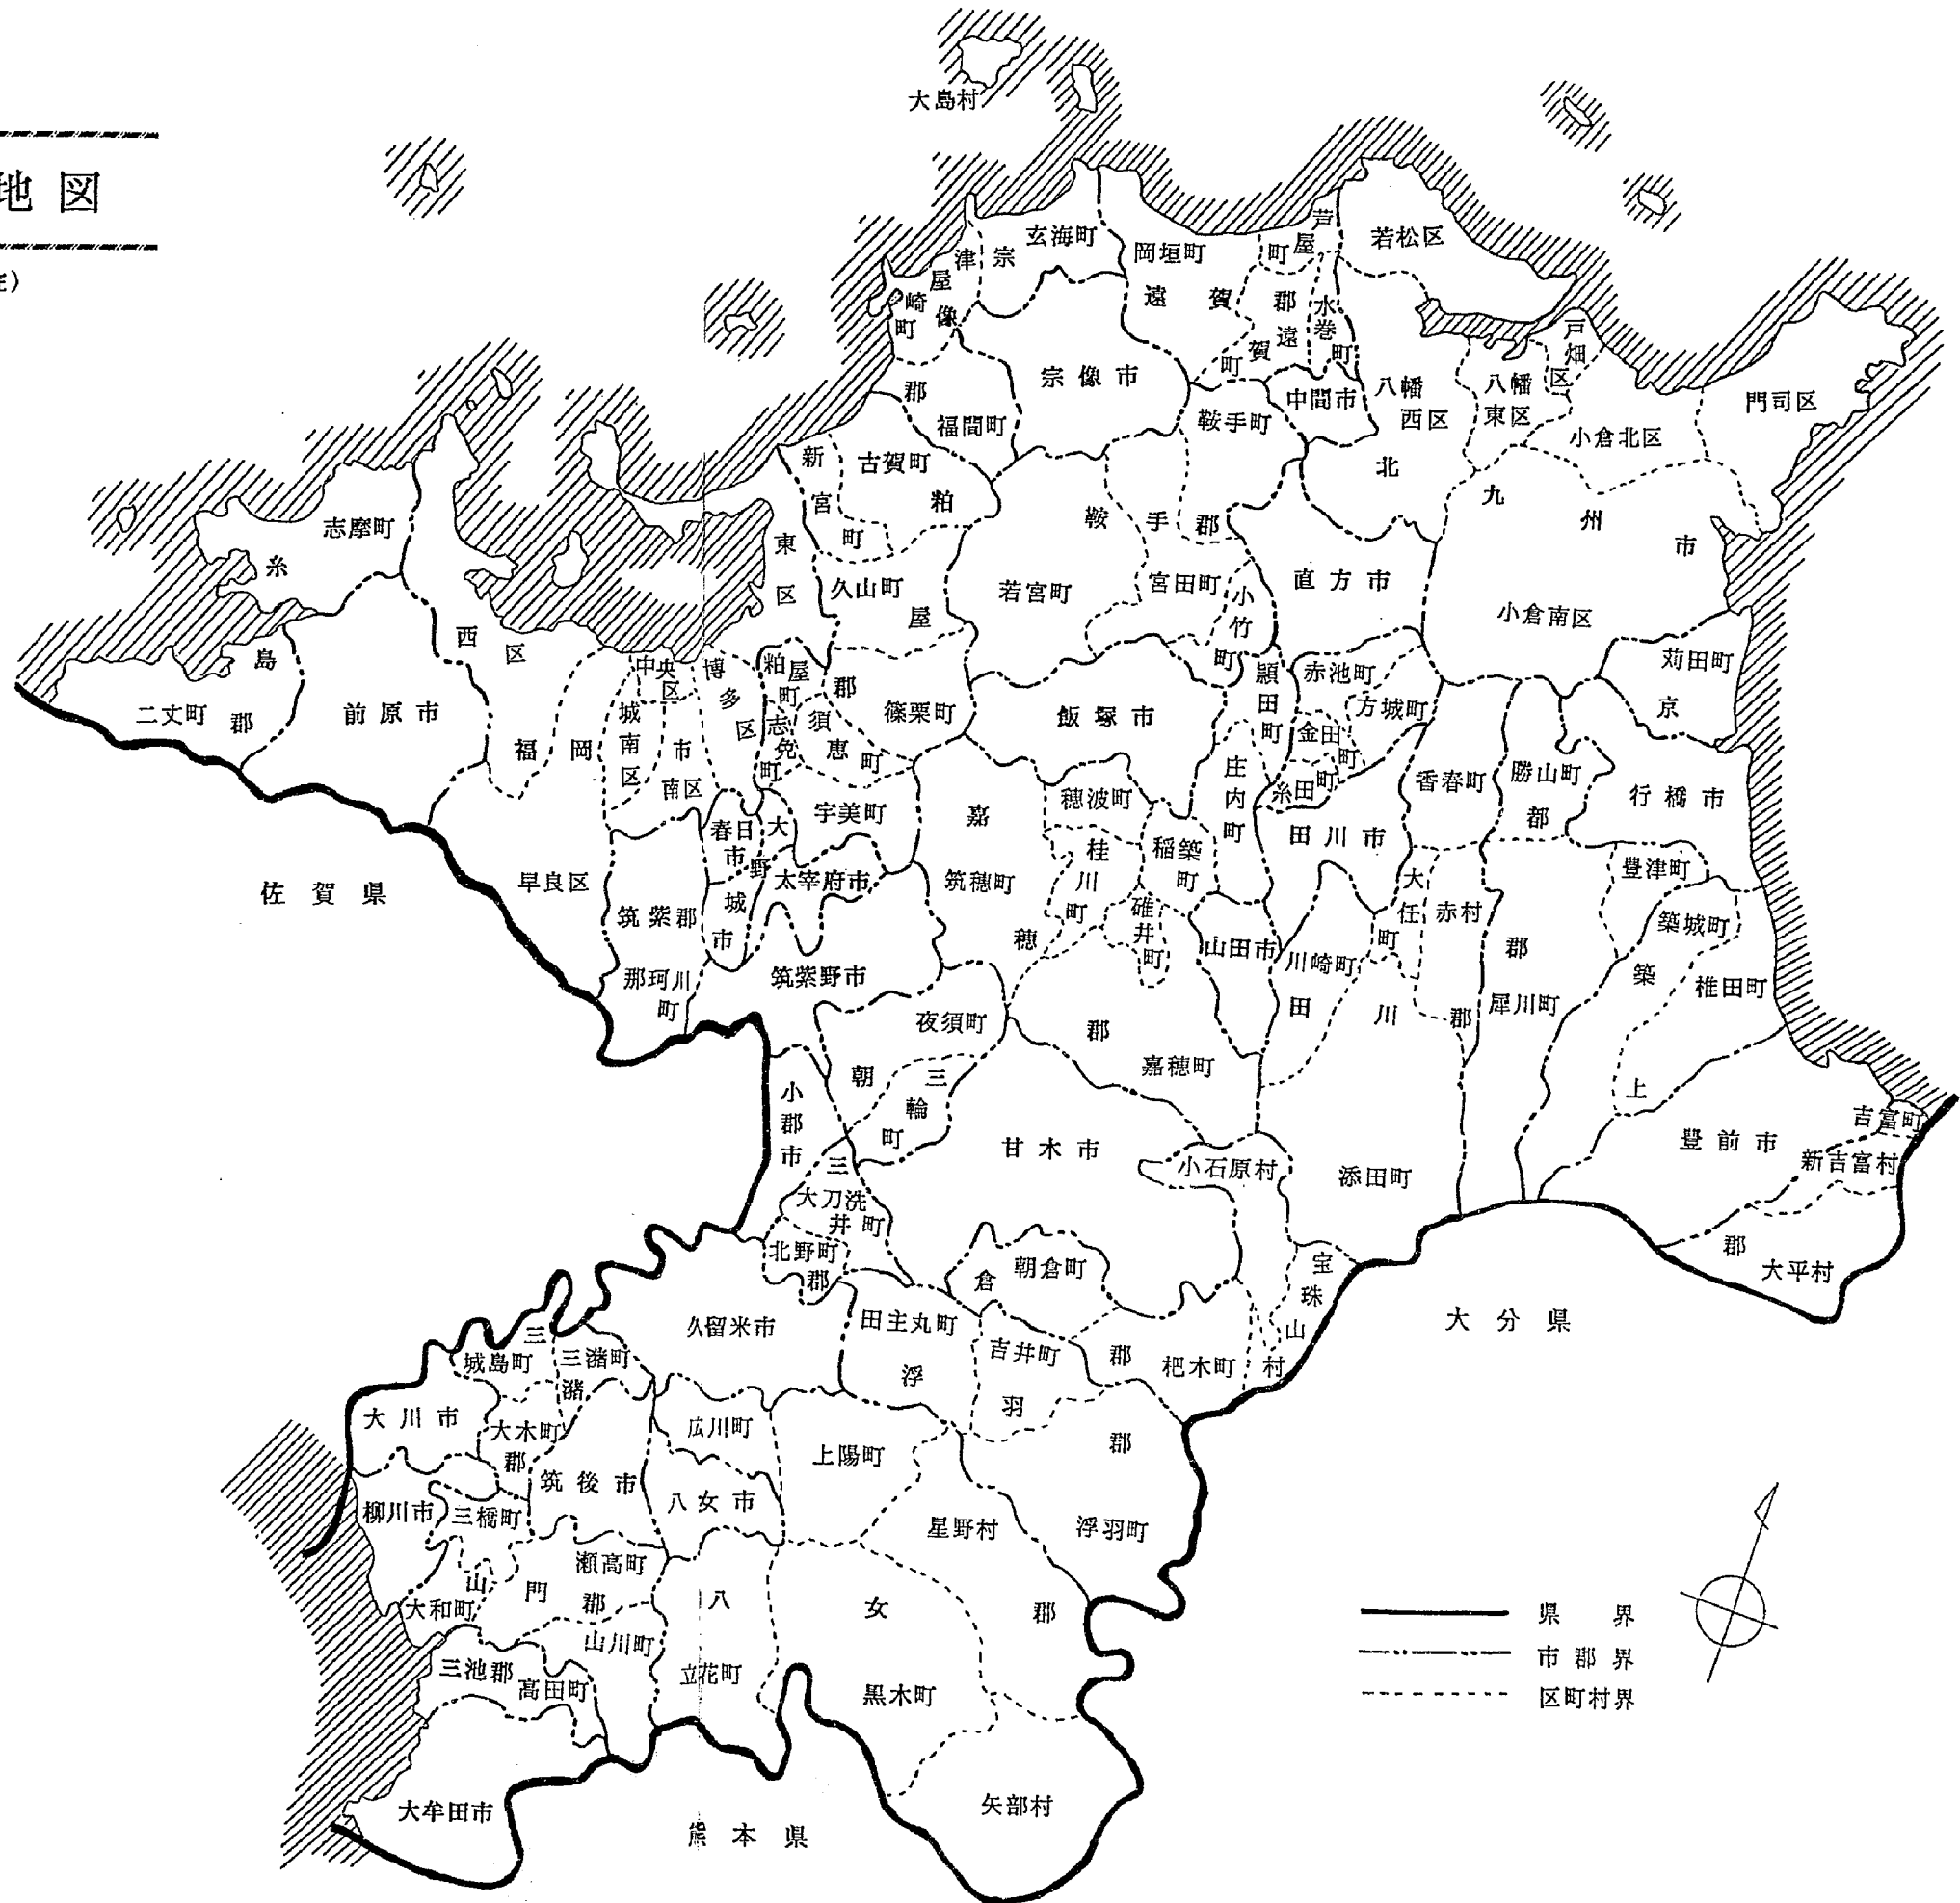 地図
大島村
玄海町
宗像郡
津屋崎町
福間町
岡垣町
芦屋町
遠賀郡
遠賀町
水巻町
若松区
戸畑区
八幡東区
八幡西区
小倉北区
門司区
北九州市
小倉南区
宗像市
中間市
鞍手町
鞍手郡
若宮町
宮田町
小竹町
直方市
新宮町
古賀町
粕屋郡
久山町
篠栗町
粕屋町
志免町
須恵町
宇美町
志摩町
糸島郡
二丈町
前原市
福岡市
西区
東区
中央区
博多区
城南区
南区
早良区
春日市
大野城市
太宰府市
筑紫郡
那珂川町
筑紫野市
飯塚市
嘉穂郡
筑穂町
穂波町
桂川町
稲築町
碓井町
嘉穂町
頴田町
庄内町
山田市
赤池町
方城町
金田町
糸田町
田川市
香春町
大任町
赤村
川崎町
田川郡
添田町
苅田町
京都郡
勝山町
行橋市
豊津町
犀川町
築城町
椎田町
築上郡
豊前市
吉富町
新吉富村
大平村
佐賀県
小郡市
夜須町
三輪町
朝倉郡
甘木市
小石原村
宝珠山村
朝倉町
杷木町
三井郡
大刀洗町
北野町
久留米市
田主丸町
吉井町
浮羽郡
浮羽町
大分県
三潴郡
城島町
三潴町
大木町
大川市
筑後市
柳川市
三橋町
山門郡
瀬高町
大和町
山川町
三池郡
高田町
大牟田市
広川町
八女市
上陽町
星野村
八女郡
立花町
黒木町
矢部村
熊本県
県界
市郡界
区町村界